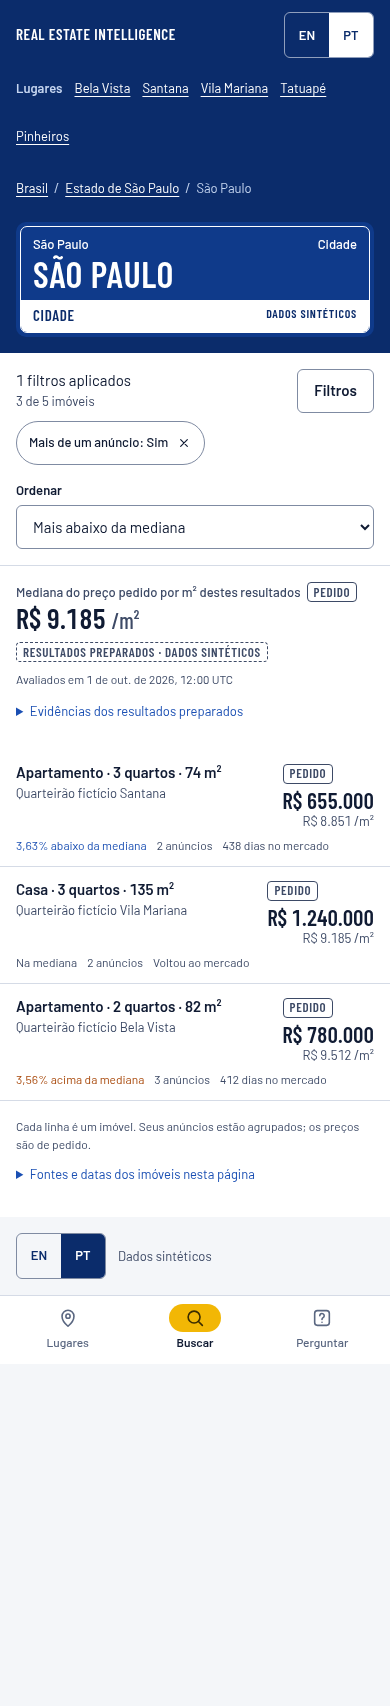 REAL ESTATE INTELLIGENCE
EN PT
Lugares Bela Vista Santana Vila Mariana Tatuapé
Pinheiros
Brasil / Estado de São Paulo / São Paulo
São Paulo Cidade
SÃO PAULO
CIDADE DADOS SINTÉTICOS
1 filtros aplicados
3 de 5 imóveis
Filtros
Mais de um anúncio: Sim ×
Ordenar
Mais abaixo da mediana
Mediana do preço pedido por m² destes resultados PEDIDO
R$ 9.185 /m²
RESULTADOS PREPARADOS · DADOS SINTÉTICOS
Avaliados em 1 de out. de 2026, 12:00 UTC
Evidências dos resultados preparados
Apartamento · 3 quartos · 74 m² PEDIDO
Quarteirão fictício Santana R$ 655.000
R$ 8.851 /m²
3,63% abaixo da mediana 2 anúncios 438 dias no mercado
Casa · 3 quartos · 135 m² PEDIDO
Quarteirão fictício Vila Mariana R$ 1.240.000
R$ 9.185 /m²
Na mediana 2 anúncios Voltou ao mercado
Apartamento · 2 quartos · 82 m² PEDIDO
Quarteirão fictício Bela Vista R$ 780.000
R$ 9.512 /m²
3,56% acima da mediana 3 anúncios 412 dias no mercado
Cada linha é um imóvel. Seus anúncios estão agrupados; os preços
são de pedido.
Fontes e datas dos imóveis nesta página
EN PT Dados sintéticos
Lugares Buscar Perguntar